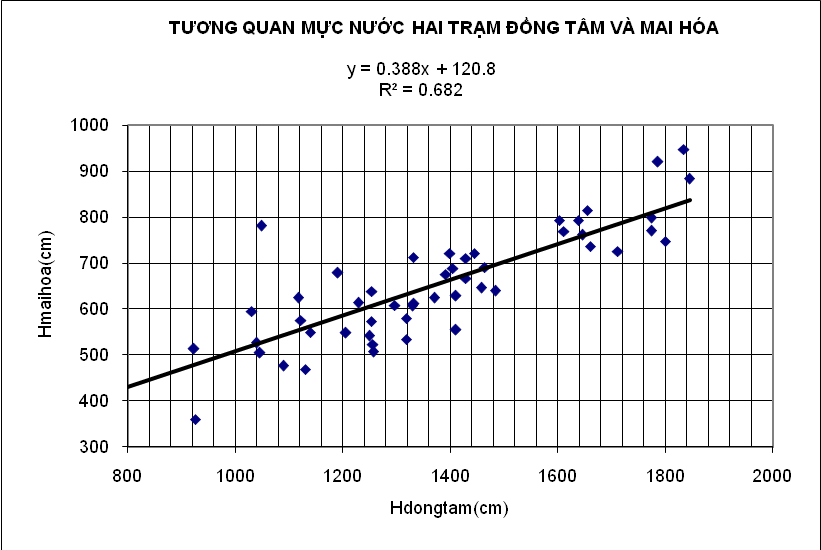 TƯƠNG QUAN MỰC NƯỚC HAI TRẠM ĐỒNG TÂM VÀ MAI HÓA
y = 0.388x + 120.8
R² = 0.682
1000
900
800
700
600
500
400
300
Hmaihoa(cm)
800 1000 1200 1400 1600 1800 2000
Hdongtam(cm)